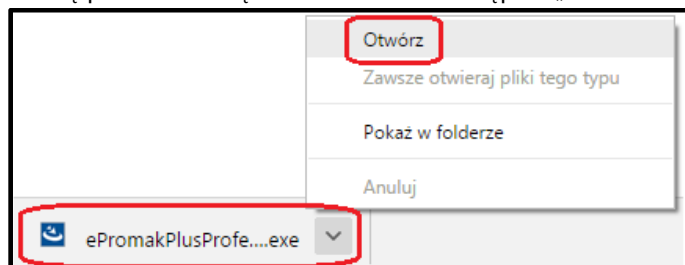 Otwórz
Zawsze otwieraj pliki tego typu
Pokaż w folderze
Anuluj
ePromakPlusProfe....exe